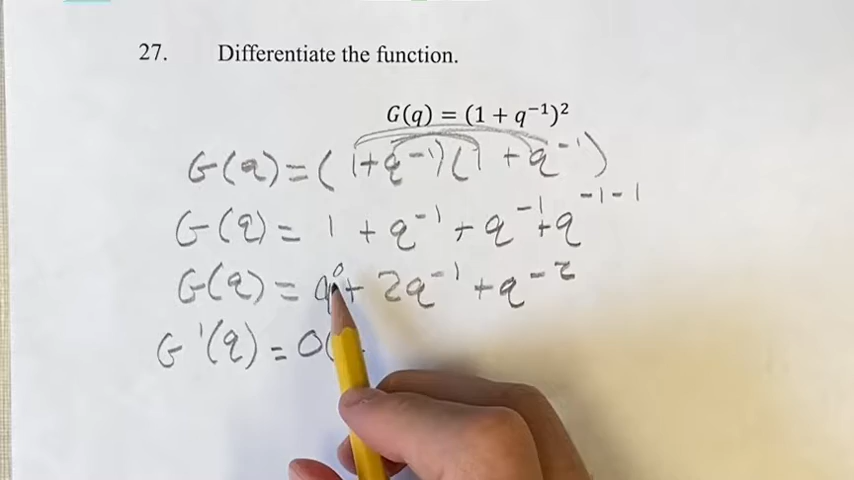 27. Differentiate the function.
G(q) = (1 + q⁻¹)²
G(q) = (1+q⁻¹)(1 + q⁻¹)
G(q) = 1 + q⁻¹ + q⁻¹ + q⁻¹⁻¹
G(q) = q⁰ + 2q⁻¹ + q⁻²
G'(q) = 0(